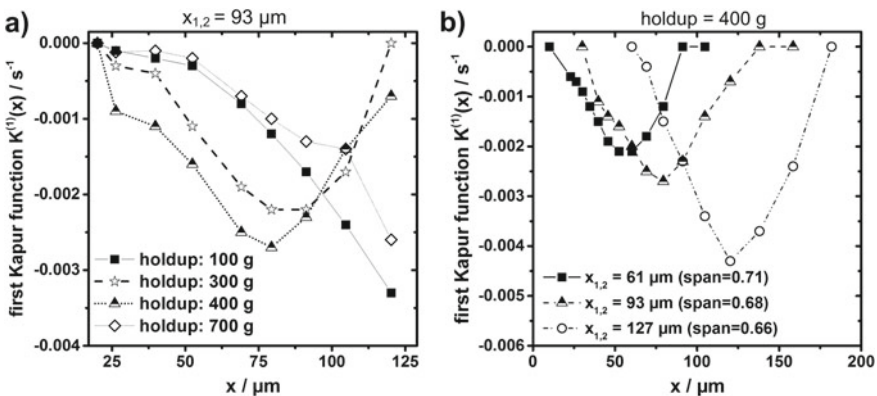 a)
x1,2 = 93 µm
first Kapur function K(1)(x) / s-1
0.000
-0.001
-0.002
-0.003
-0.004
holdup: 100 g
holdup: 300 g
holdup: 400 g
holdup: 700 g
25 50 75 100 125
x / µm
b)
holdup = 400 g
first Kapur function K(1)(x) / s-1
0.000
-0.001
-0.002
-0.003
-0.004
-0.005
-0.006
x1,2 = 61 µm (span=0.71)
x1,2 = 93 µm (span=0.68)
x1,2 = 127 µm (span=0.66)
0 50 100 150 200
x / µm